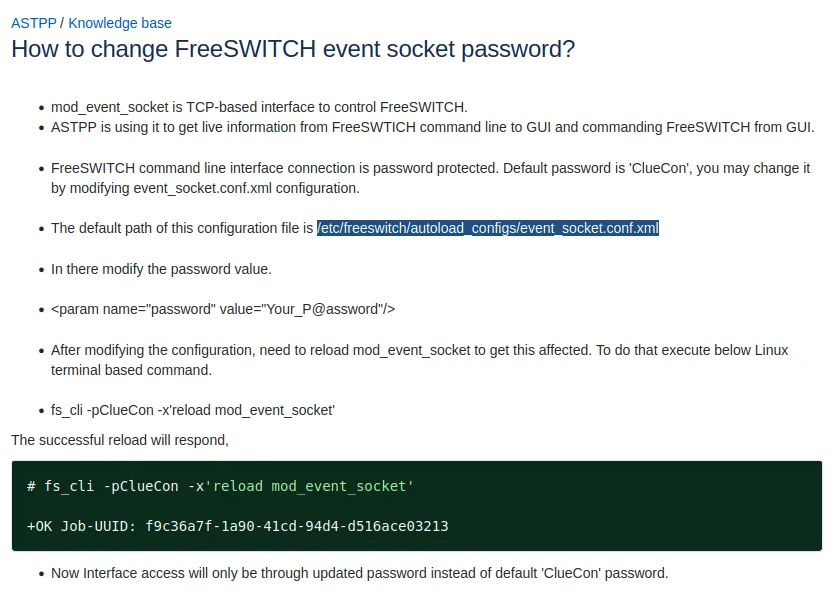 ASTPP / Knowledge base
How to change FreeSWITCH event socket password?
• mod_event_socket is TCP-based interface to control FreeSWITCH.
• ASTPP is using it to get live information from FreeSWTICH command line to GUI and commanding FreeSWITCH from GUI.
• FreeSWITCH command line interface connection is password protected. Default password is 'ClueCon', you may change it
by modifying event_socket.conf.xml configuration.
• The default path of this configuration file is /etc/freeswitch/autoload_configs/event_socket.conf.xml
• In there modify the password value.
• <param name="password" value="Your_P@assword"/>
• After modifying the configuration, need to reload mod_event_socket to get this affected. To do that execute below Linux
terminal based command.
• fs_cli -pClueCon -x'reload mod_event_socket'
The successful reload will respond,
# fs_cli -pClueCon -x'reload mod_event_socket'
+OK Job-UUID: f9c36a7f-1a90-41cd-94d4-d516ace03213
• Now Interface access will only be through updated password instead of default 'ClueCon' password.